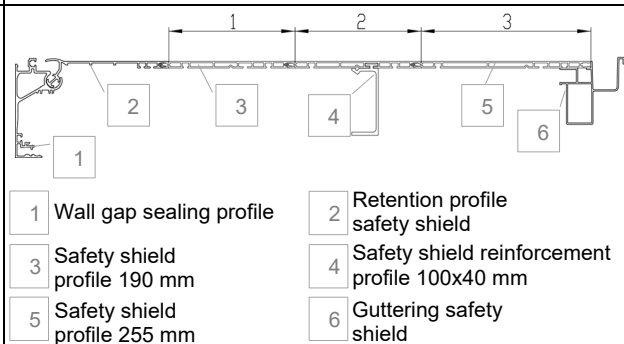 1 2 3
2 3 4 5 6
1
1 Wall gap sealing profile
2 Retention profile
safety shield
3 Safety shield
profile 190 mm
4 Safety shield reinforcement
profile 100x40 mm
5 Safety shield
profile 255 mm
6 Guttering safety
shield